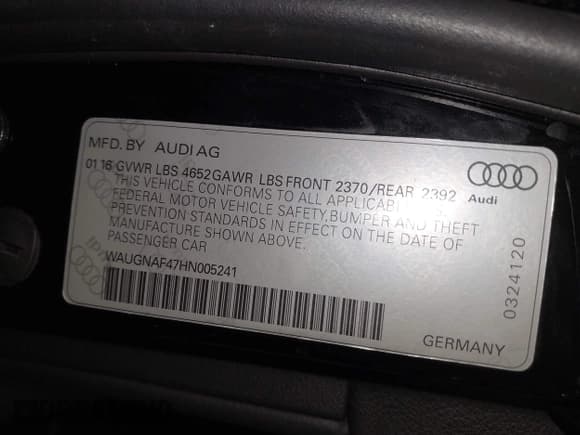 MFD. BY AUDI AG
01 16 GVWR LBS 4652 GAWR LBS FRONT 2370/REAR 2392
THIS VEHICLE CONFORMS TO ALL APPLICABLE
FEDERAL MOTOR VEHICLE SAFETY, BUMPER AND THEFT
PREVENTION STANDARDS IN EFFECT ON THE DATE OF
MANUFACTURE SHOWN ABOVE.
PASSENGER CAR
WAUGNAF47HN005241
Audi
0324120
GERMANY